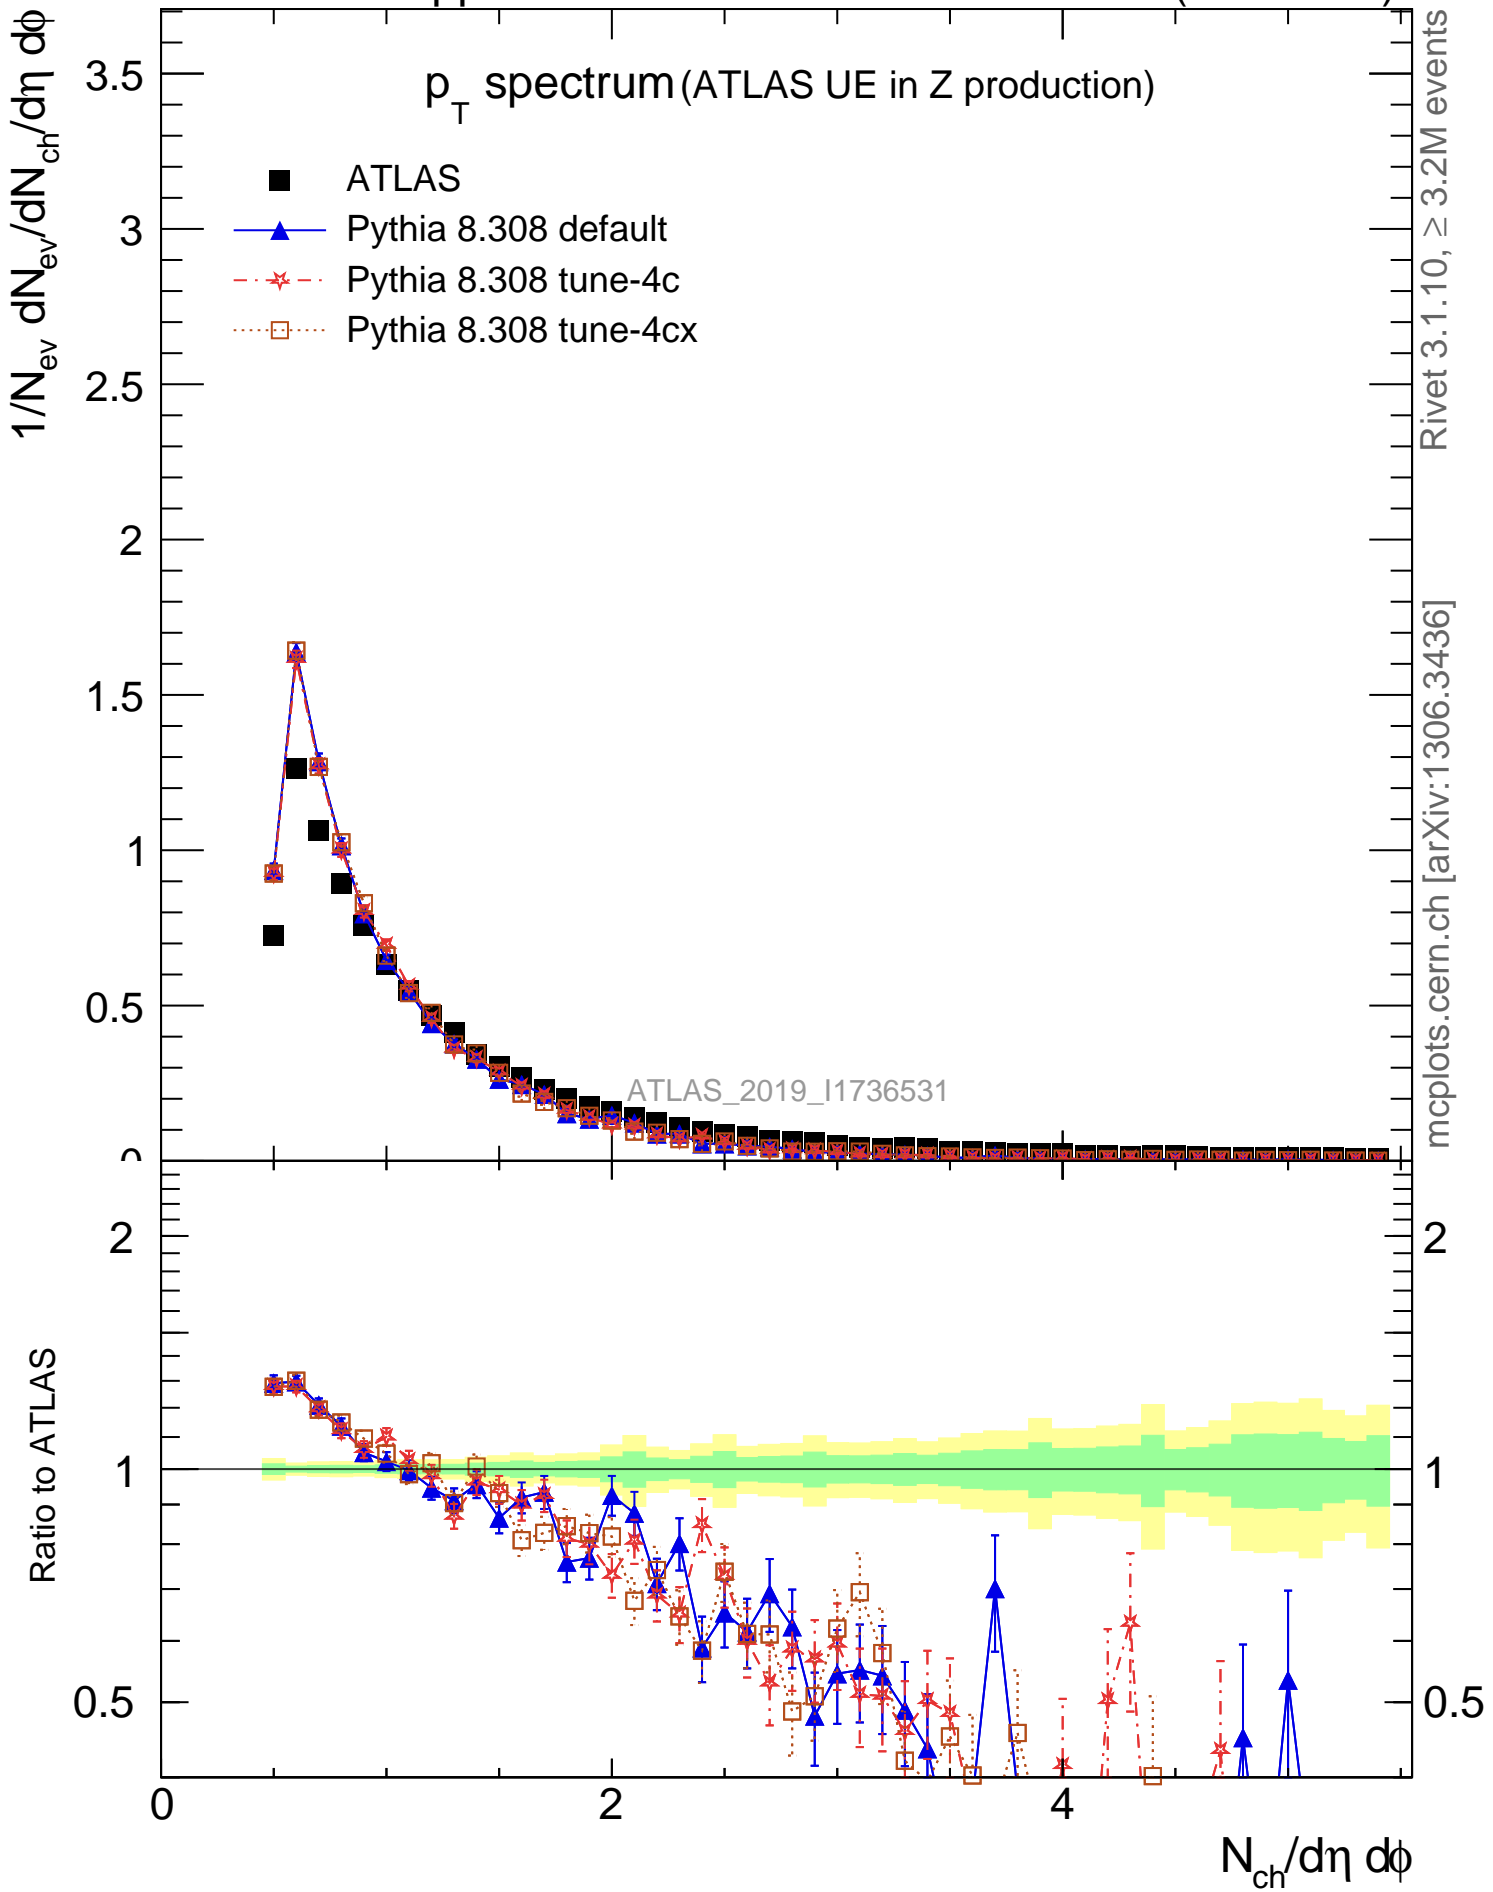 pp
p_T spectrum (ATLAS UE in Z production)
1/N_ev dN_ev/dN_ch/dη dϕ
ATLAS
Pythia 8.308 default
Pythia 8.308 tune-4c
Pythia 8.308 tune-4cx
3.5
3
2.5
2
1.5
1
0.5
0
ATLAS_2019_I1736531
Rivet 3.1.10, ≥ 3.2M events
mcplots.cern.ch [arXiv:1306.3436]
Ratio to ATLAS
2
1
0.5
2
1
0.5
0
2
4
N_ch/dη dϕ